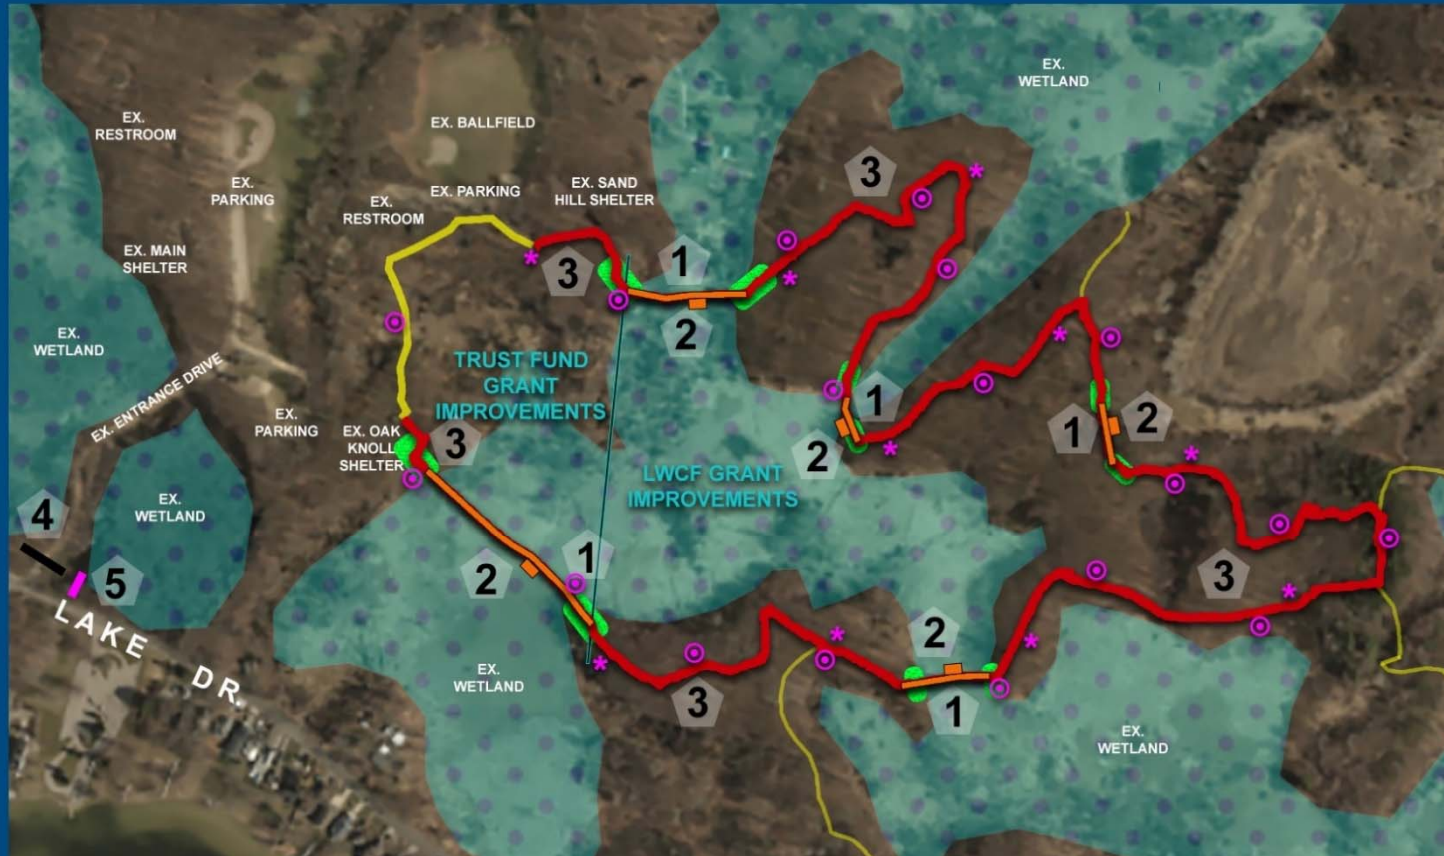 EX.
WETLAND
EX.
RESTROOM
EX. BALLFIELD
3
EX.
PARKING
EX.
RESTROOM
EX. PARKING
EX. SAND
HILL SHELTER
EX. MAIN
SHELTER
3
1
2
EX.
WETLAND
EX. ENTRANCE DRIVE
TRUST FUND
GRANT
IMPROVEMENTS
1
2
1
2
EX.
PARKING
EX. OAK
KNOLL
SHELTER
3
LWCF GRANT
IMPROVEMENTS
4
EX.
WETLAND
5
2
1
3
LAKE DR.
EX.
WETLAND
3
2
1
EX.
WETLAND